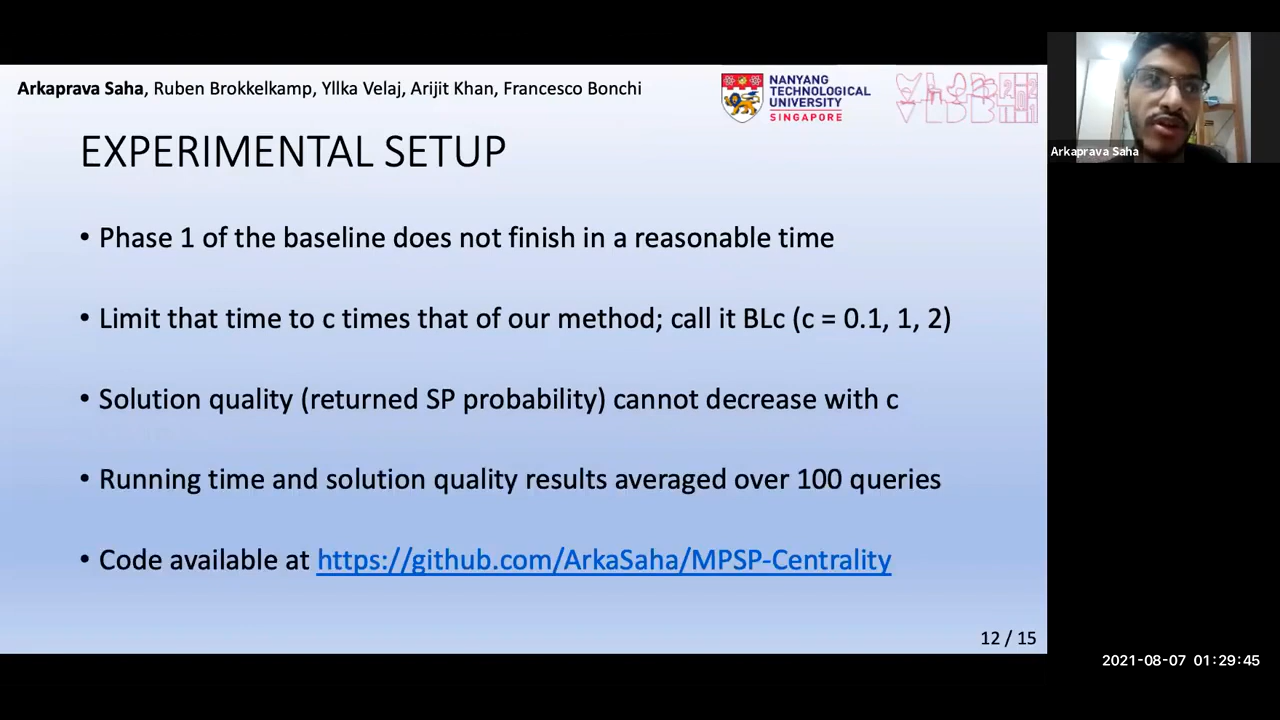 Arkaprava Saha, Ruben Brokkelkamp, Yllka Velaj, Arijit Khan, Francesco Bonchi
NANYANG
TECHNOLOGICAL
UNIVERSITY
SINGAPORE
EXPERIMENTAL SETUP
• Phase 1 of the baseline does not finish in a reasonable time
• Limit that time to c times that of our method; call it BLc (c = 0.1, 1, 2)
• Solution quality (returned SP probability) cannot decrease with c
• Running time and solution quality results averaged over 100 queries
• Code available at https://github.com/ArkaSaha/MPSP-Centrality
12 / 15
Arkaprava Saha
2021-08-07 01:29:45